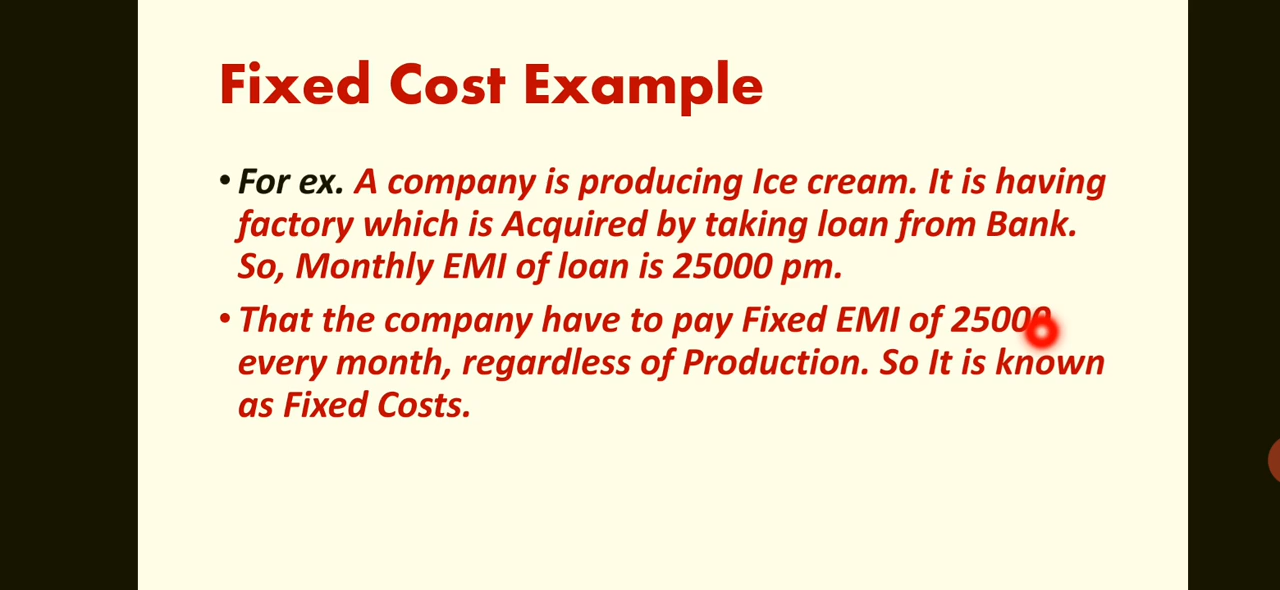 Fixed Cost Example
•For ex. A company is producing Ice cream. It is having
factory which is Acquired by taking loan from Bank.
So, Monthly EMI of loan is 25000 pm.
•That the company have to pay Fixed EMI of 25000
every month, regardless of Production. So It is known
as Fixed Costs.